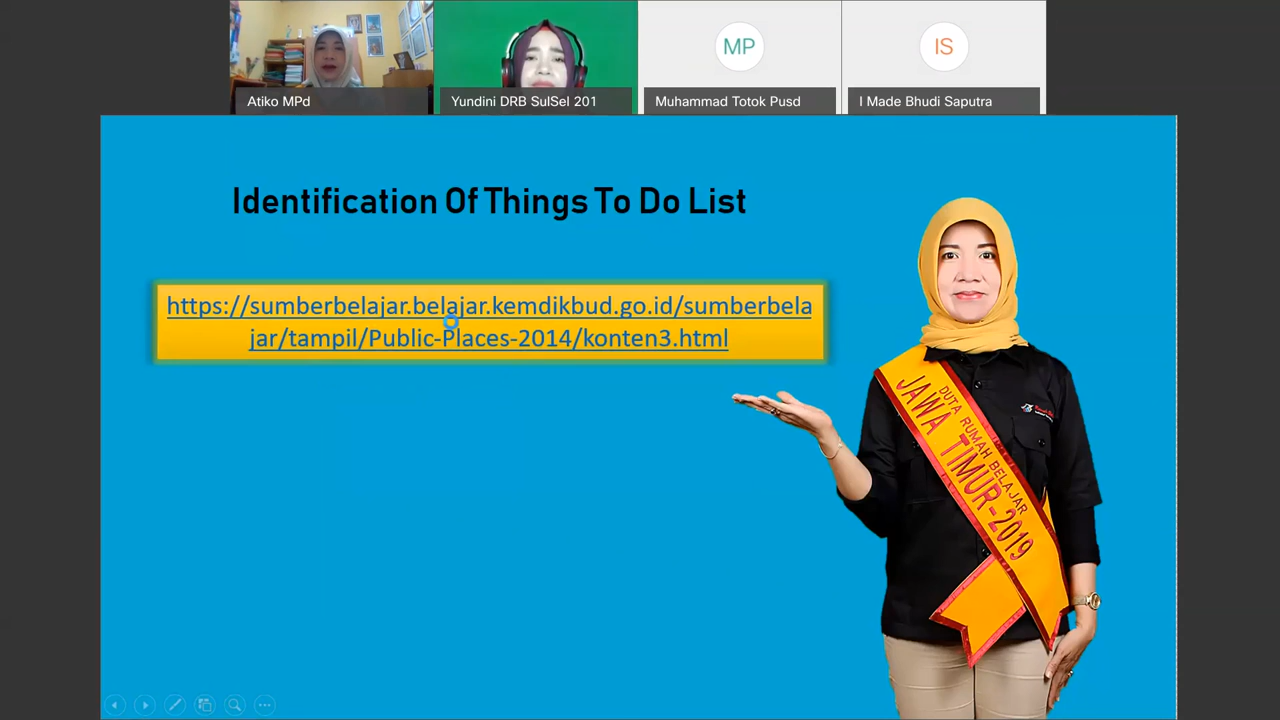 Atiko MPd
Yundini DRB SulSel 201
MP
Muhammad Totok Pusd
IS
I Made Bhudi Saputra
Identification Of Things To Do List
https://sumberbelajar.belajar.kemdikbud.go.id/sumberbela
jar/tampil/Public-Places-2014/konten3.html
DUTA RUMAH BELAJAR
JAWA TIMUR-2019